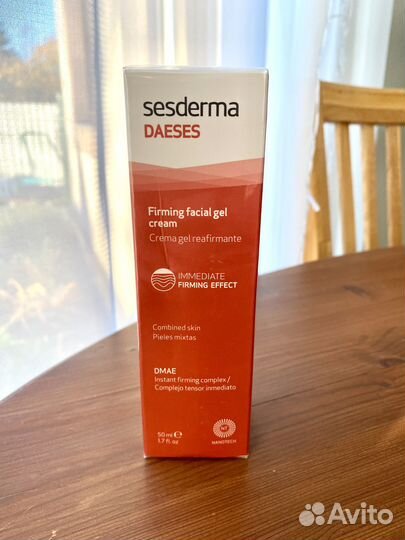 sesderma
DAESES
Firming facial gel
cream
Crema gel reafirmante
IMMEDIATE
FIRMING EFFECT
Combined skin
Pieles mixtas
DMAE
Instant firming complex /
Complejo tensor inmediato
50 ml ℮
1.7 fl. oz
NT
NANOTECH
Avito